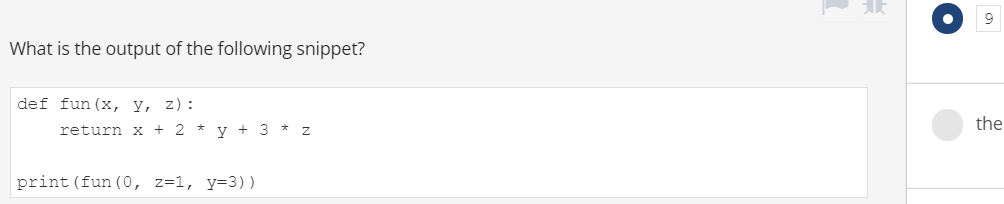 What is the output of the following snippet?
def fun(x, y, z):
    return x + 2 * y + 3 * z
print(fun(0, z=1, y=3))
9
the